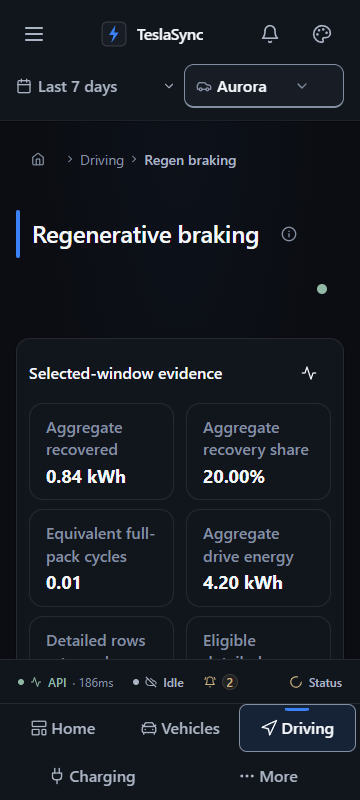 TeslaSync
Last 7 days
Aurora
Driving
Regen braking
Regenerative braking
Selected-window evidence
Aggregate
recovered
0.84 kWh
Aggregate
recovery share
20.00%
Equivalent full-
pack cycles
0.01
Aggregate
drive energy
4.20 kWh
Detailed rows
Eligible
API · 186ms
Idle
2
Status
Home
Vehicles
Driving
Charging
More